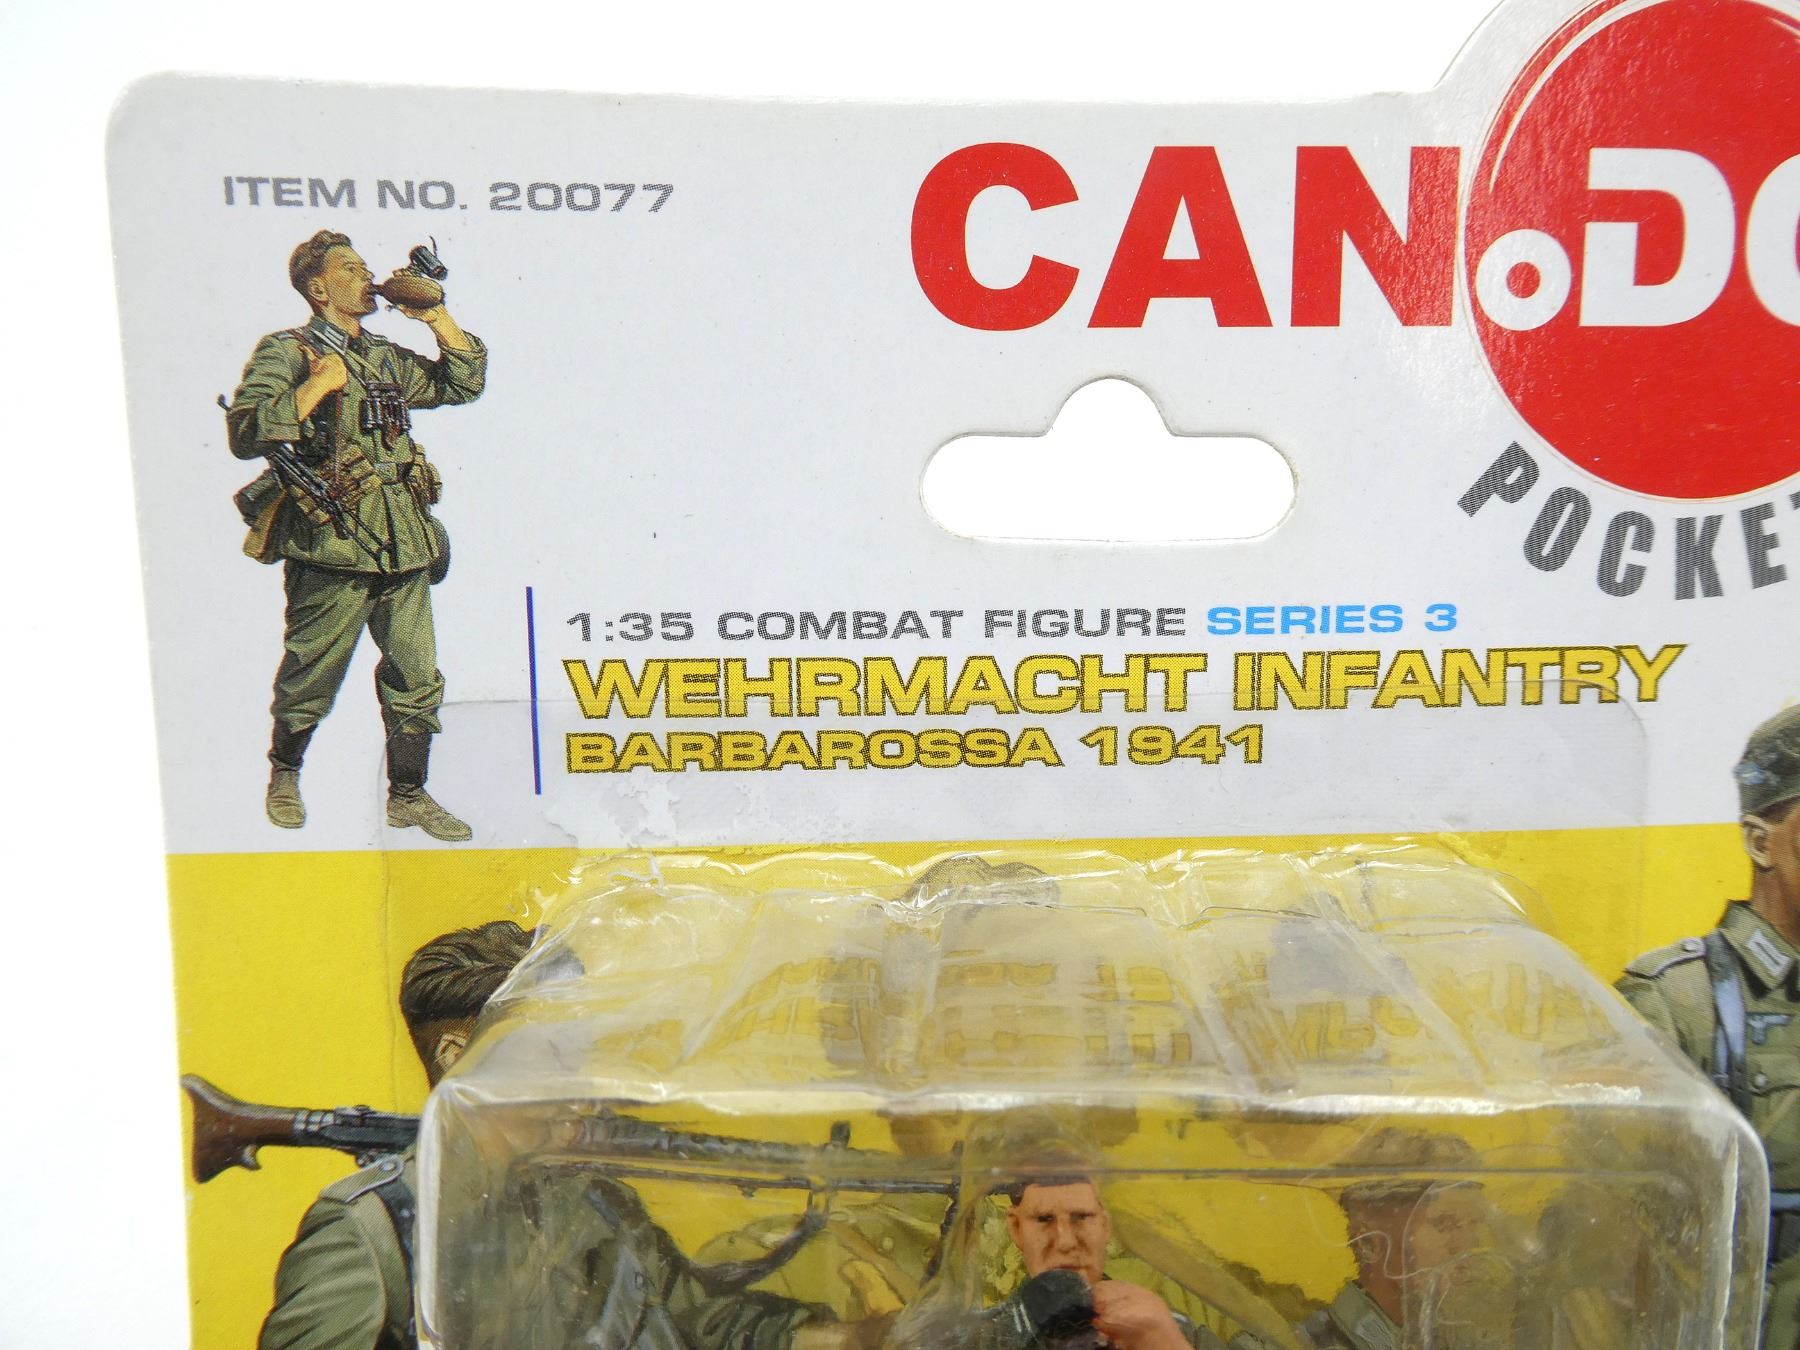 ITEM NO. 20077
CAN.DO
POCKET
1:35 COMBAT FIGURE SERIES 3
WEHRMACHT INFANTRY
BARBAROSSA 1941